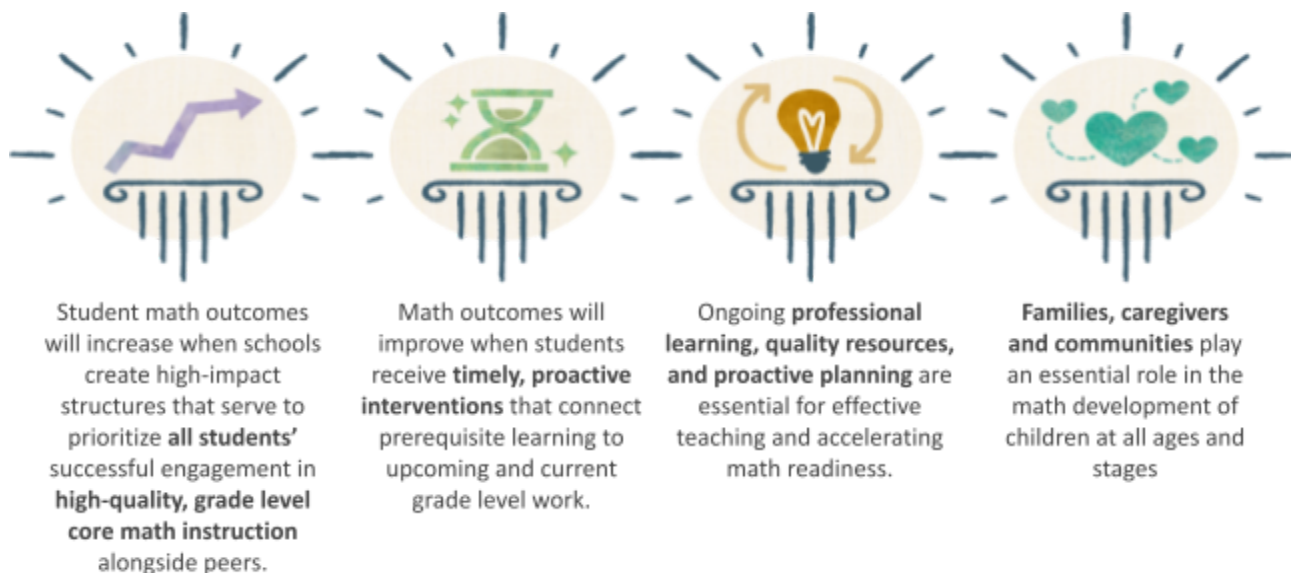 Student math outcomes
will increase when schools
create high-impact
structures that serve to
prioritize all students’
successful engagement in
high-quality, grade level
core math instruction
alongside peers.
Math outcomes will
improve when students
receive timely, proactive
interventions that connect
prerequisite learning to
upcoming and current
grade level work.
Ongoing professional
learning, quality resources,
and proactive planning are
essential for effective
teaching and accelerating
math readiness.
Families, caregivers
and communities play
an essential role in the
math development of
children at all ages and
stages